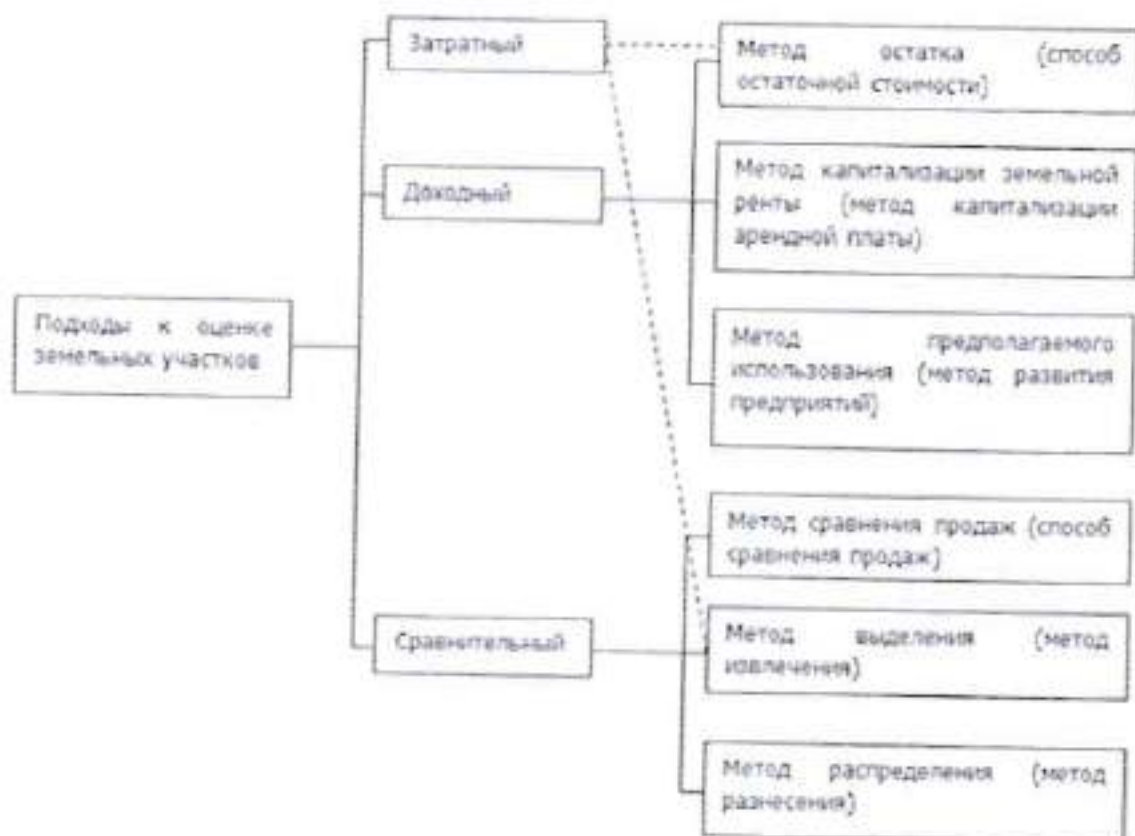 Затратный
Метод остатка (способ
остаточной стоимости)
Доходный
Метод капитализации земельной
ренты (метод капитализации
арендной платы)
Подходы к оценке
земельных участков
Метод предполагаемого
использования (метод развития
предприятий)
Метод сравнения продаж (способ
сравнения продаж)
Сравнительный
Метод выделения (метод
извлечения)
Метод распределения (метод
разнесения)